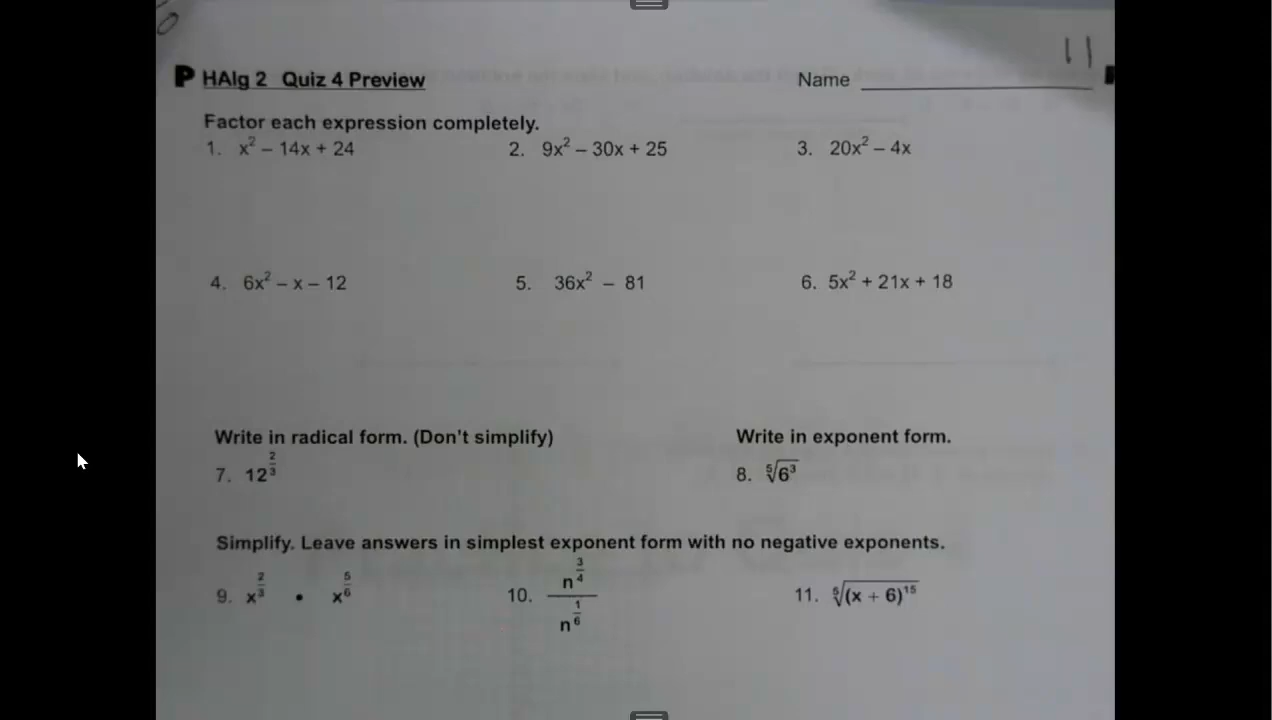 11
P HAlg 2 Quiz 4 Preview Name
Factor each expression completely.
1. x² – 14x + 24 2. 9x² – 30x + 25 3. 20x² – 4x
4. 6x² – x – 12 5. 36x² – 81 6. 5x² + 21x + 18
Write in radical form. (Don't simplify) Write in exponent form.
7. 12^(2/3) 8. ⁵√(6³)
Simplify. Leave answers in simplest exponent form with no negative exponents.
9. x^(2/3) • x^(5/6) 10. n^(3/4) / n^(1/6) 11. ⁵√((x + 6)¹⁵)